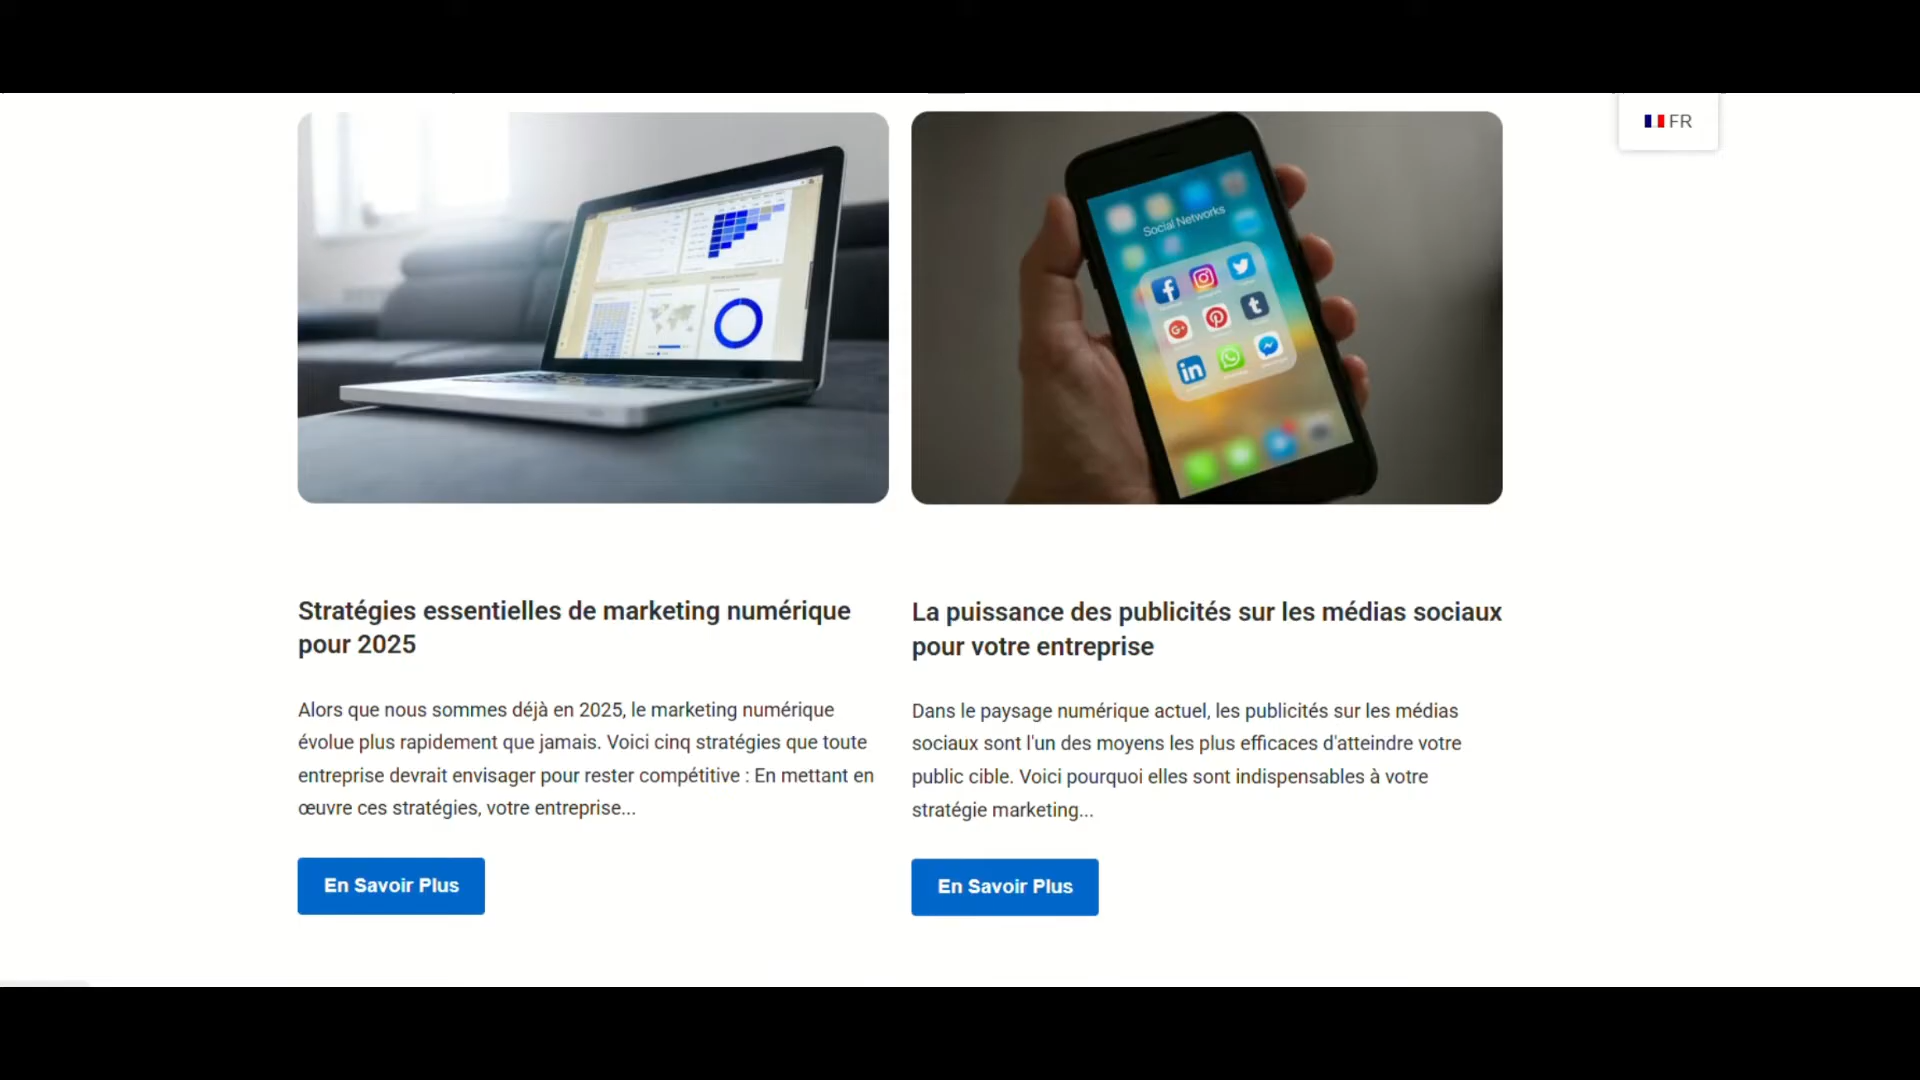 FR
Social Networks
Stratégies essentielles de marketing numérique
pour 2025
Alors que nous sommes déjà en 2025, le marketing numérique
évolue plus rapidement que jamais. Voici cinq stratégies que toute
entreprise devrait envisager pour rester compétitive : En mettant en
œuvre ces stratégies, votre entreprise...
En Savoir Plus
La puissance des publicités sur les médias sociaux
pour votre entreprise
Dans le paysage numérique actuel, les publicités sur les médias
sociaux sont l'un des moyens les plus efficaces d'atteindre votre
public cible. Voici pourquoi elles sont indispensables à votre
stratégie marketing...
En Savoir Plus